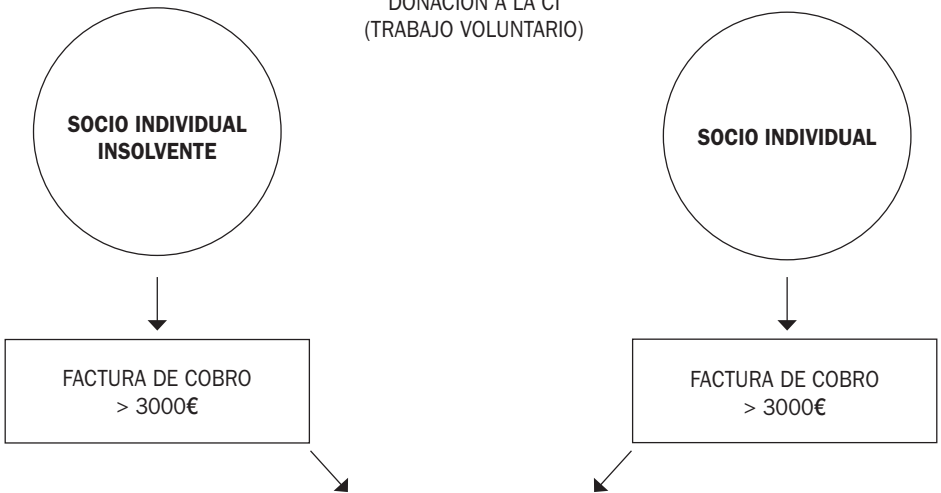 DONACIÓN A LA CI
(TRABAJO VOLUNTARIO)
SOCIO INDIVIDUAL
INSOLVENTE
SOCIO INDIVIDUAL
FACTURA DE COBRO
> 3000€
FACTURA DE COBRO
> 3000€